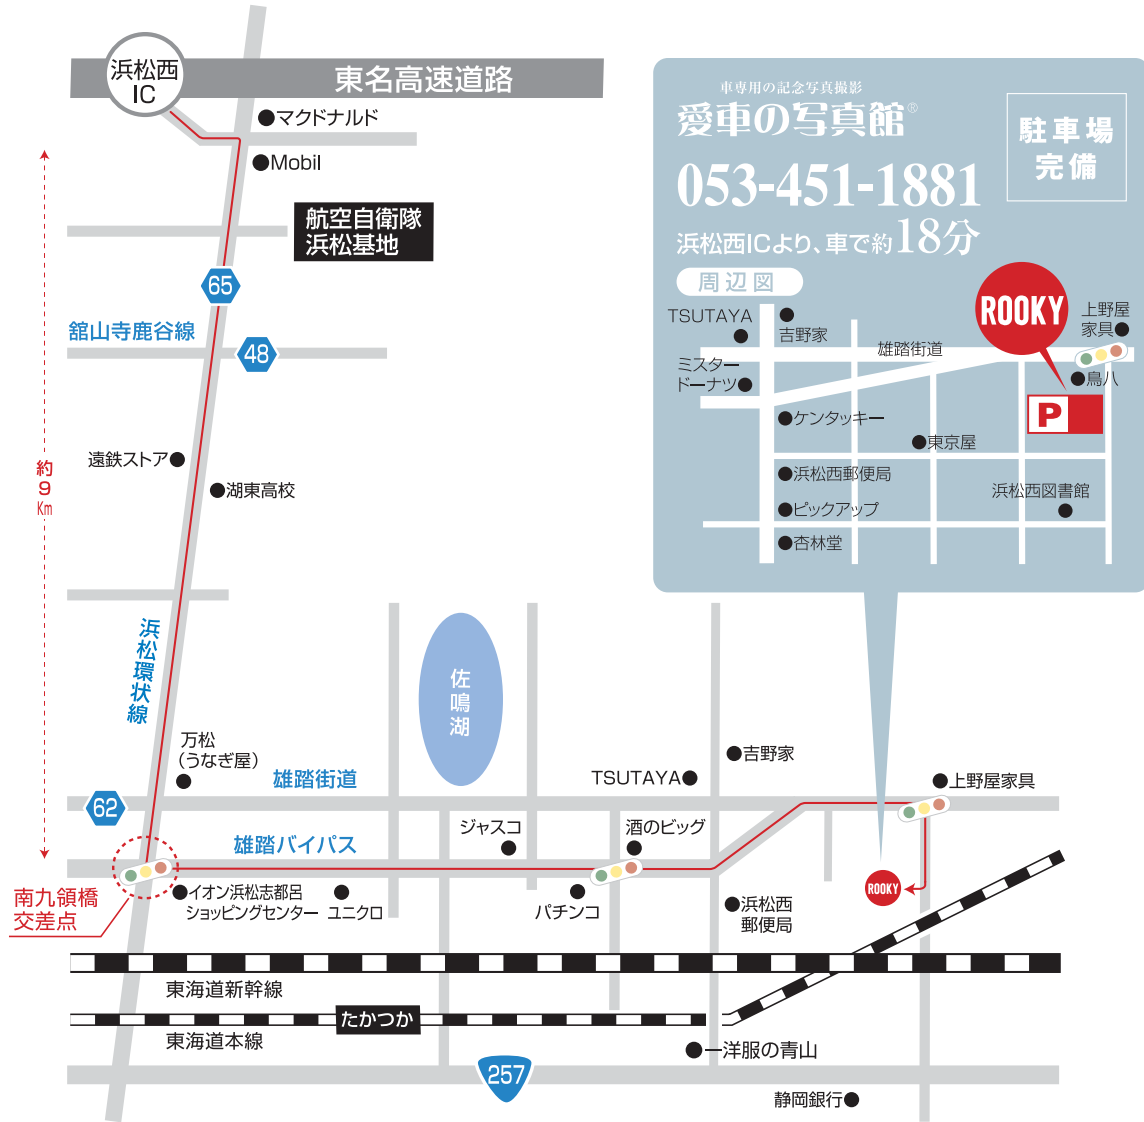 浜松西
IC
東名高速道路
マクドナルド
Mobil
航空自衛隊
浜松基地
65
舘山寺鹿谷線
48
約9Km
遠鉄ストア
湖東高校
浜松環状線
万松
(うなぎ屋)
62
雄踏街道
雄踏バイパス
佐鳴湖
南九領橋
交差点
イオン浜松志都呂
ショッピングセンター
ユニクロ
ジャスコ
パチンコ
酒のビッグ
TSUTAYA
吉野家
上野屋家具
ROOKY
浜松西
郵便局
東海道新幹線
たかつか
東海道本線
洋服の青山
257
静岡銀行
車専用の記念写真撮影
愛車の写真館®
駐車場
完備
053-451-1881
浜松西ICより、車で約18分
周辺図
TSUTAYA
吉野家
ROOKY
上野屋
家具
雄踏街道
ミスター
ドーナツ
鳥八
P
ケンタッキー
東京屋
浜松西郵便局
浜松西図書館
ピックアップ
杏林堂